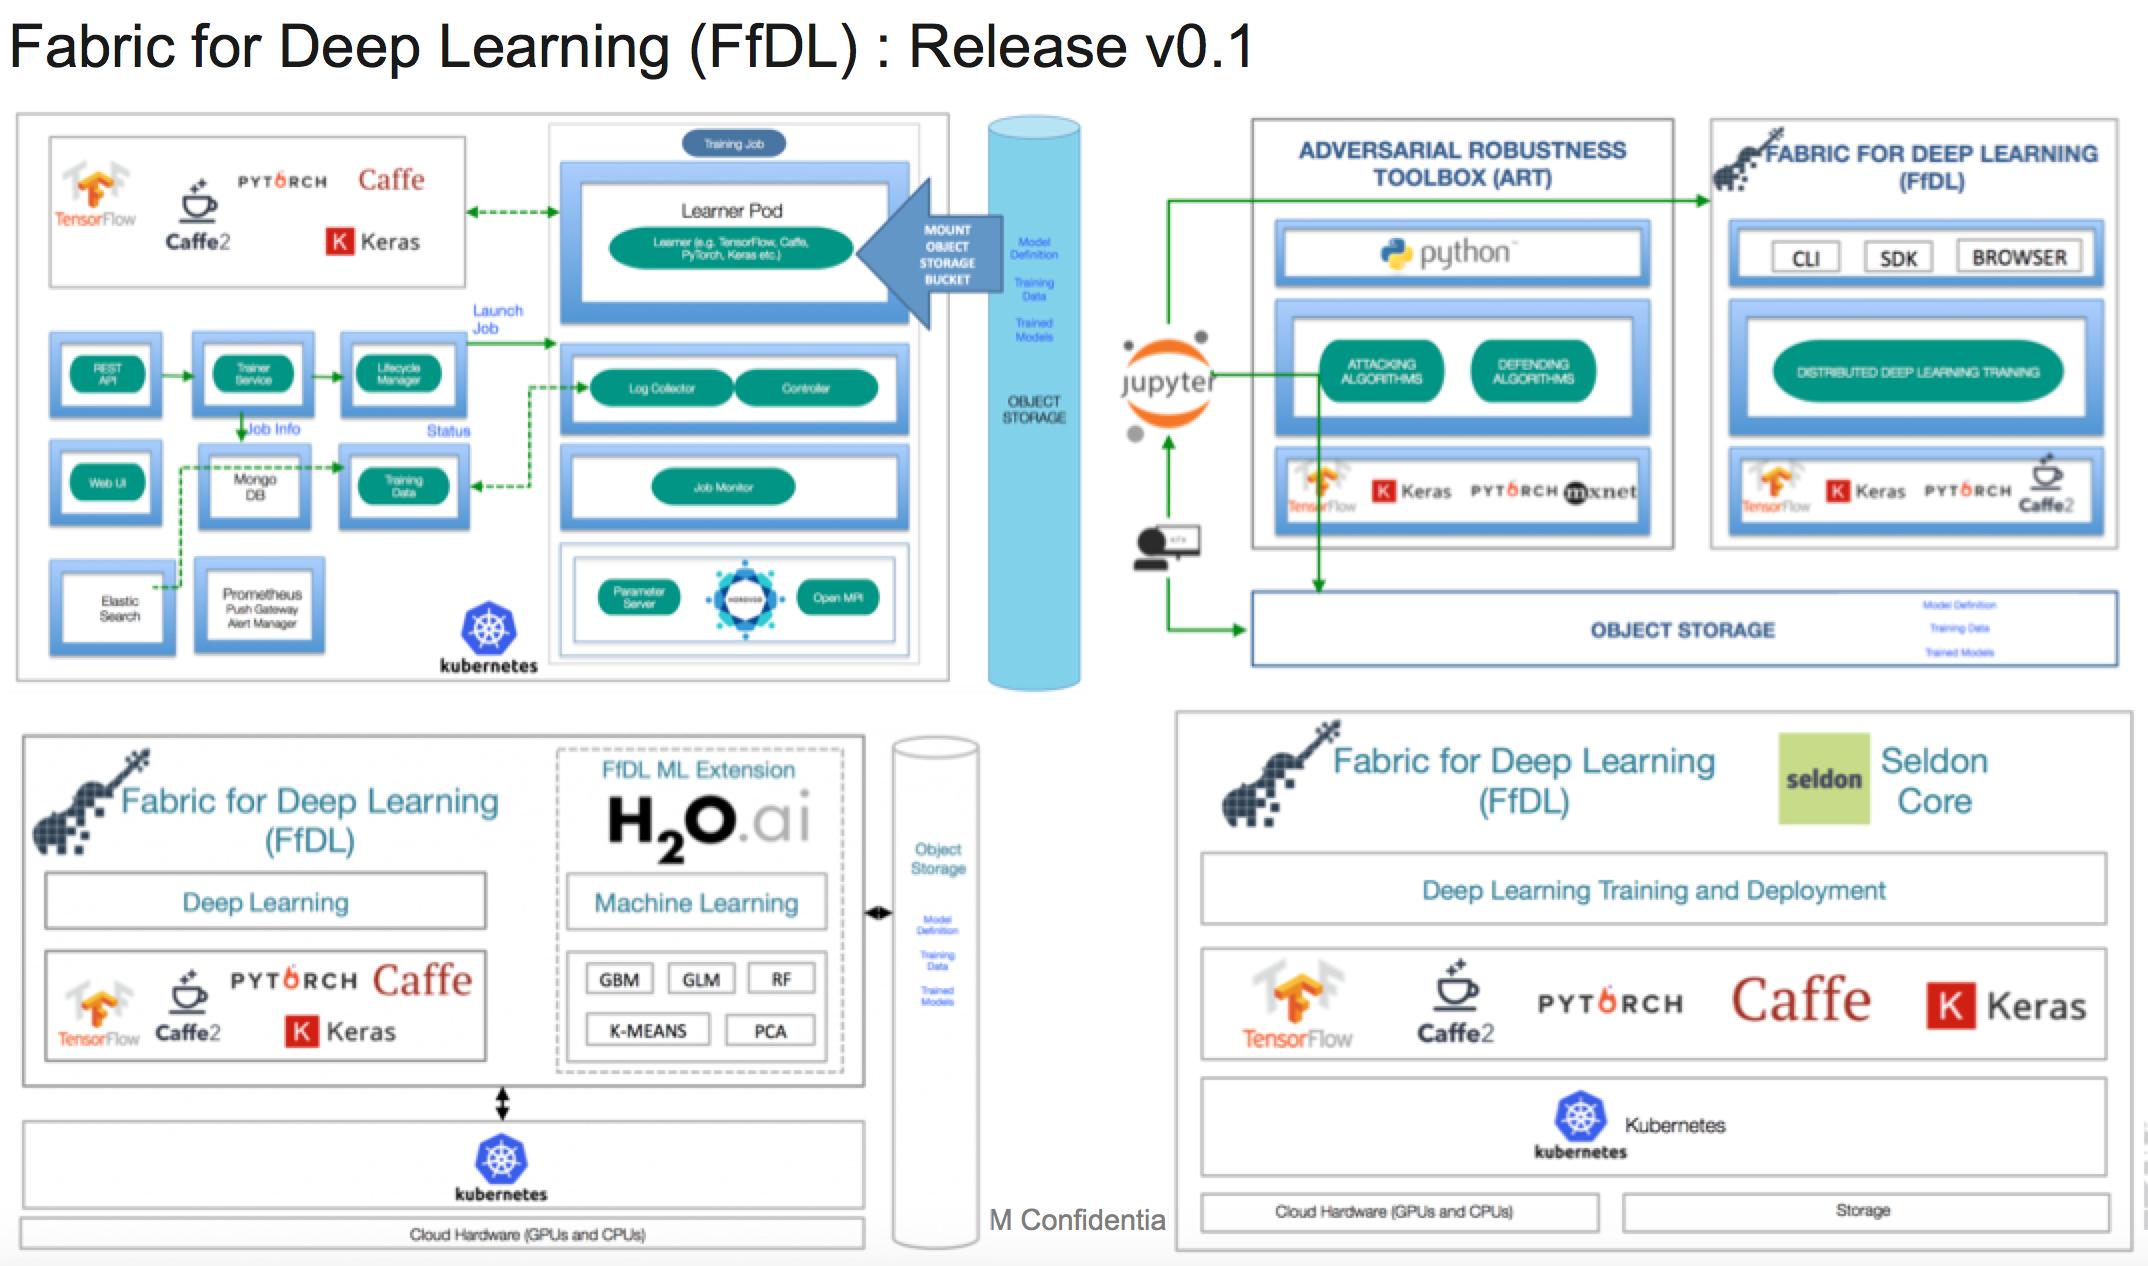 Fabric for Deep Learning (FfDL) : Release v0.1
TensorFlow
Caffe2
PYTORCH
Caffe
Keras
Training Job
Learner Pod
Learner (e.g. TensorFlow, Caffe,
PyTorch, Keras etc.)
MOUNT
OBJECT
STORAGE
BUCKET
Model
Definition
Training
Data
Trained
Models
OBJECT
STORAGE
Launch
Job
REST
API
Trainer
Service
Lifecycle
Manager
Log Collector
Controller
Job Info
Status
Web UI
Mongo
DB
Training
Data
Job Monitor
Elastic
Search
Prometheus
Push Gateway
Alert Manager
kubernetes
Parameter
Server
HOROVOD
Open MPI
jupyter
ADVERSARIAL ROBUSTNESS
TOOLBOX (ART)
python
ATTACKING
ALGORITHMS
DEFENDING
ALGORITHMS
TensorFlow
Keras
PYTORCH
mxnet
FABRIC FOR DEEP LEARNING
(FfDL)
CLI
SDK
BROWSER
DISTRIBUTED DEEP LEARNING TRAINING
TensorFlow
Keras
PYTORCH
Caffe2
OBJECT STORAGE
Model Definition
Training Data
Trained Models
Fabric for Deep Learning
(FfDL)
Deep Learning
TensorFlow
Caffe2
PYTORCH
Caffe
Keras
FfDL ML Extension
H2O.ai
Machine Learning
GBM
GLM
RF
K-MEANS
PCA
Object
Storage
Model
Definition
Training
Data
Trained
Models
kubernetes
Cloud Hardware (GPUs and CPUs)
M Confidentia
Fabric for Deep Learning
(FfDL)
seldon
Seldon
Core
Deep Learning Training and Deployment
TensorFlow
Caffe2
PYTORCH
Caffe
Keras
kubernetes
Kubernetes
Cloud Hardware (GPUs and CPUs)
Storage